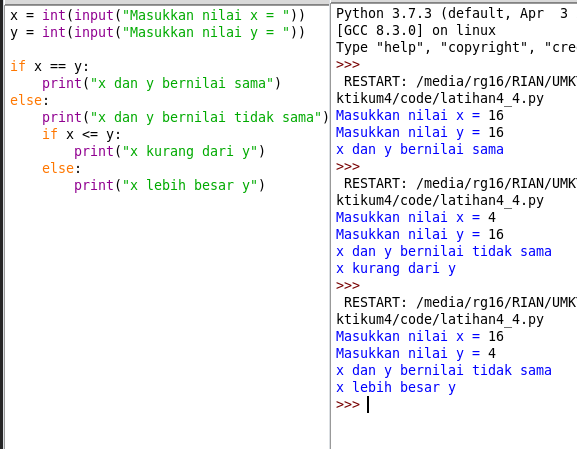 x = int(input("Masukkan nilai x = "))
y = int(input("Masukkan nilai y = "))
if x == y:
    print("x dan y bernilai sama")
else:
    print("x dan y bernilai tidak sama")
    if x <= y:
        print("x kurang dari y")
    else:
        print("x lebih besar y")
Python 3.7.3 (default, Apr  3
[GCC 8.3.0] on linux
Type "help", "copyright", "cre
>>>
 RESTART: /media/rg16/RIAN/UMK
ktikum4/code/latihan4_4.py
Masukkan nilai x = 16
Masukkan nilai y = 16
x dan y bernilai sama
>>>
 RESTART: /media/rg16/RIAN/UMK
ktikum4/code/latihan4_4.py
Masukkan nilai x = 4
Masukkan nilai y = 16
x dan y bernilai tidak sama
x kurang dari y
>>>
 RESTART: /media/rg16/RIAN/UMK
ktikum4/code/latihan4_4.py
Masukkan nilai x = 16
Masukkan nilai y = 4
x dan y bernilai tidak sama
x lebih besar y
>>>